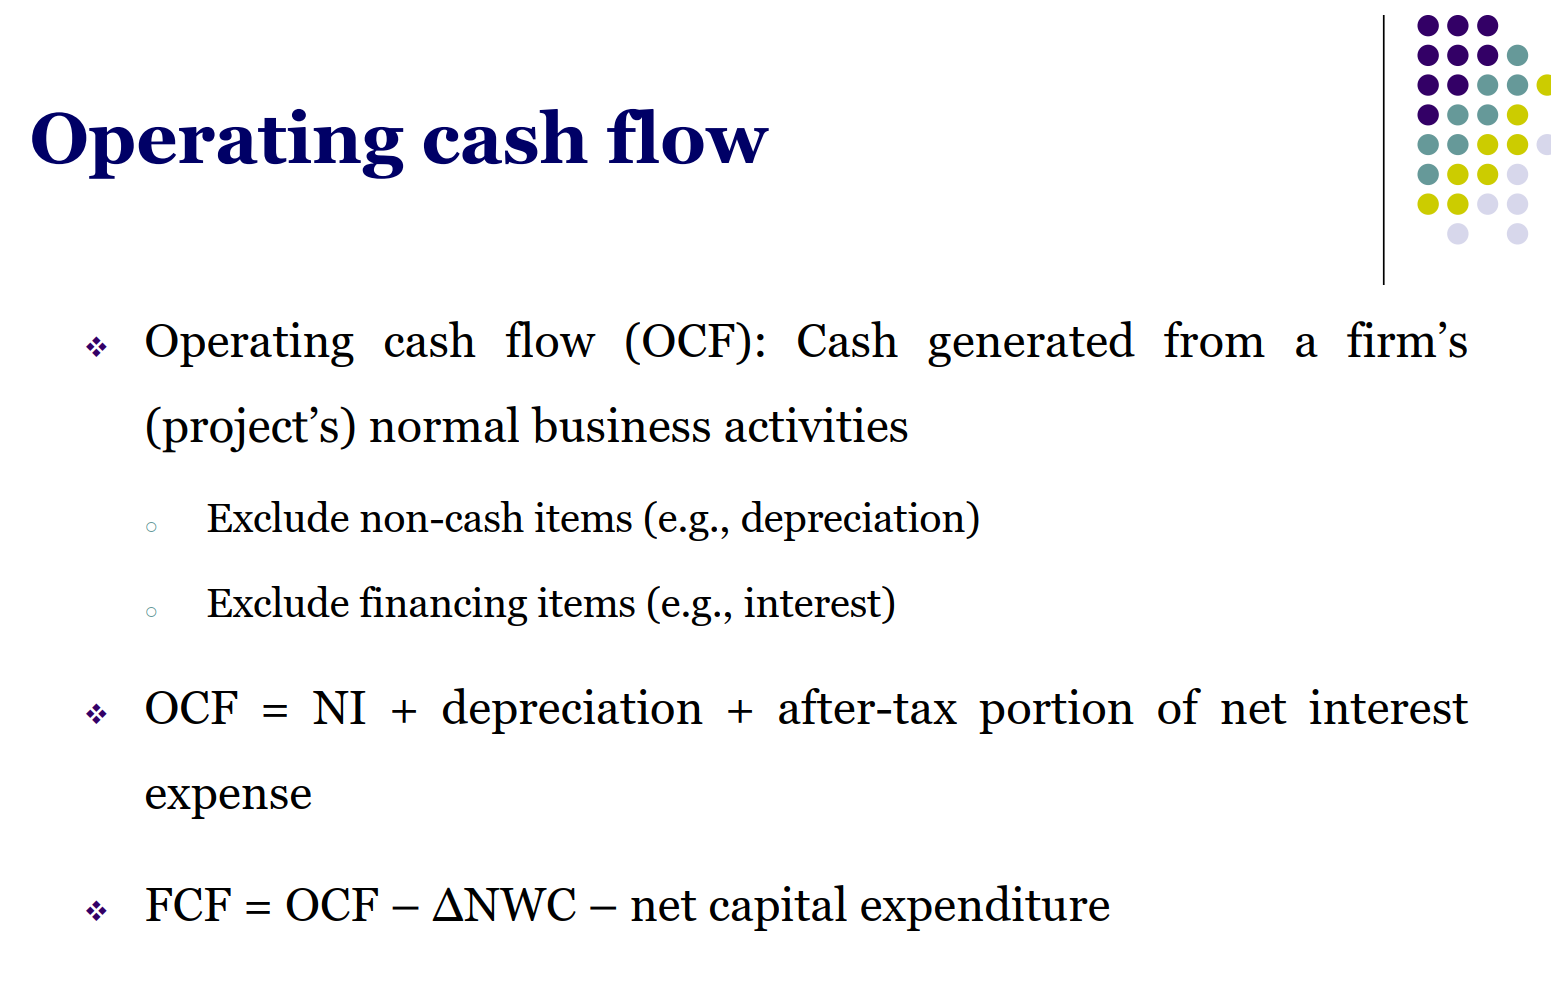 Operating cash flow
❖ Operating cash flow (OCF): Cash generated from a firm’s
(project’s) normal business activities
○ Exclude non-cash items (e.g., depreciation)
○ Exclude financing items (e.g., interest)
❖ OCF = NI + depreciation + after-tax portion of net interest
expense
❖ FCF = OCF – ΔNWC – net capital expenditure